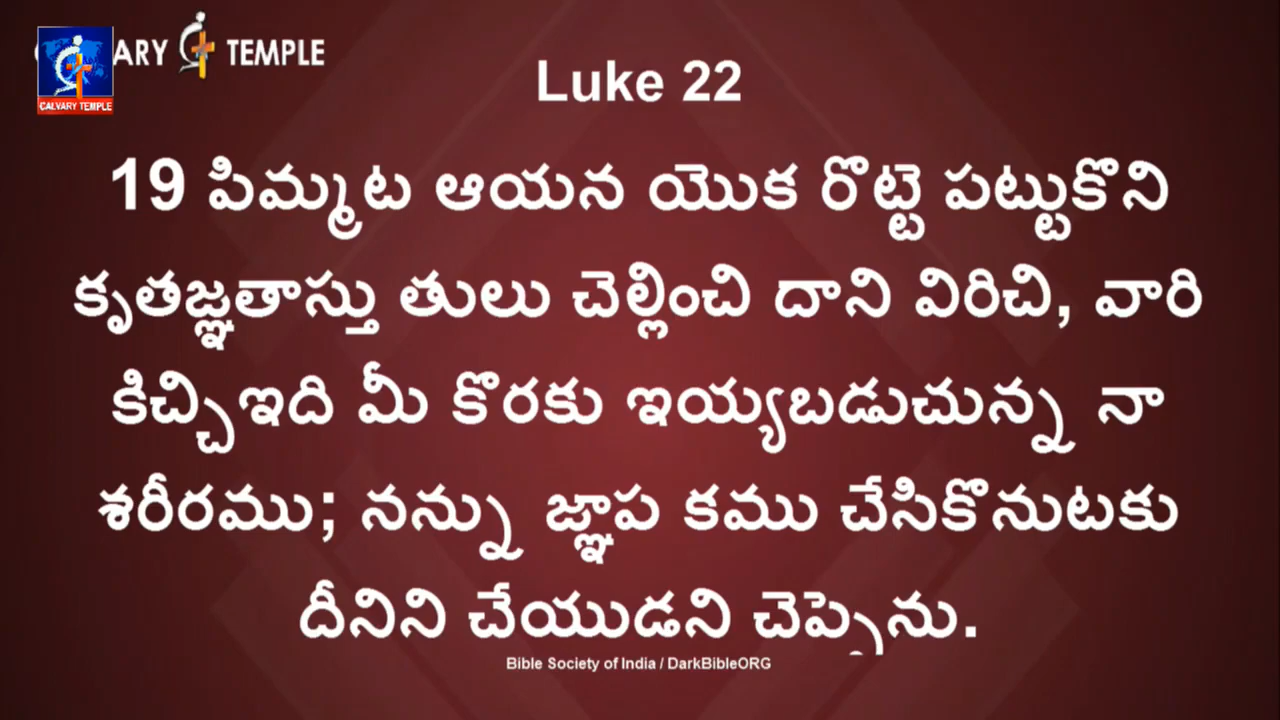 ARY TEMPLE
CALVARY TEMPLE
Luke 22
19 పిమ్మట ఆయన యొక రొట్టె పట్టుకొని
కృతజ్ఞతాస్తు తులు చెల్లించి దాని విరిచి, వారి
కిచ్చిఇది మీ కొరకు ఇయ్యబడుచున్న నా
శరీరము; నన్ను జ్ఞాప కము చేసికొనుటకు
దీనిని చేయుడని చెప్పెను.
Bible Society of India / DarkBibleORG